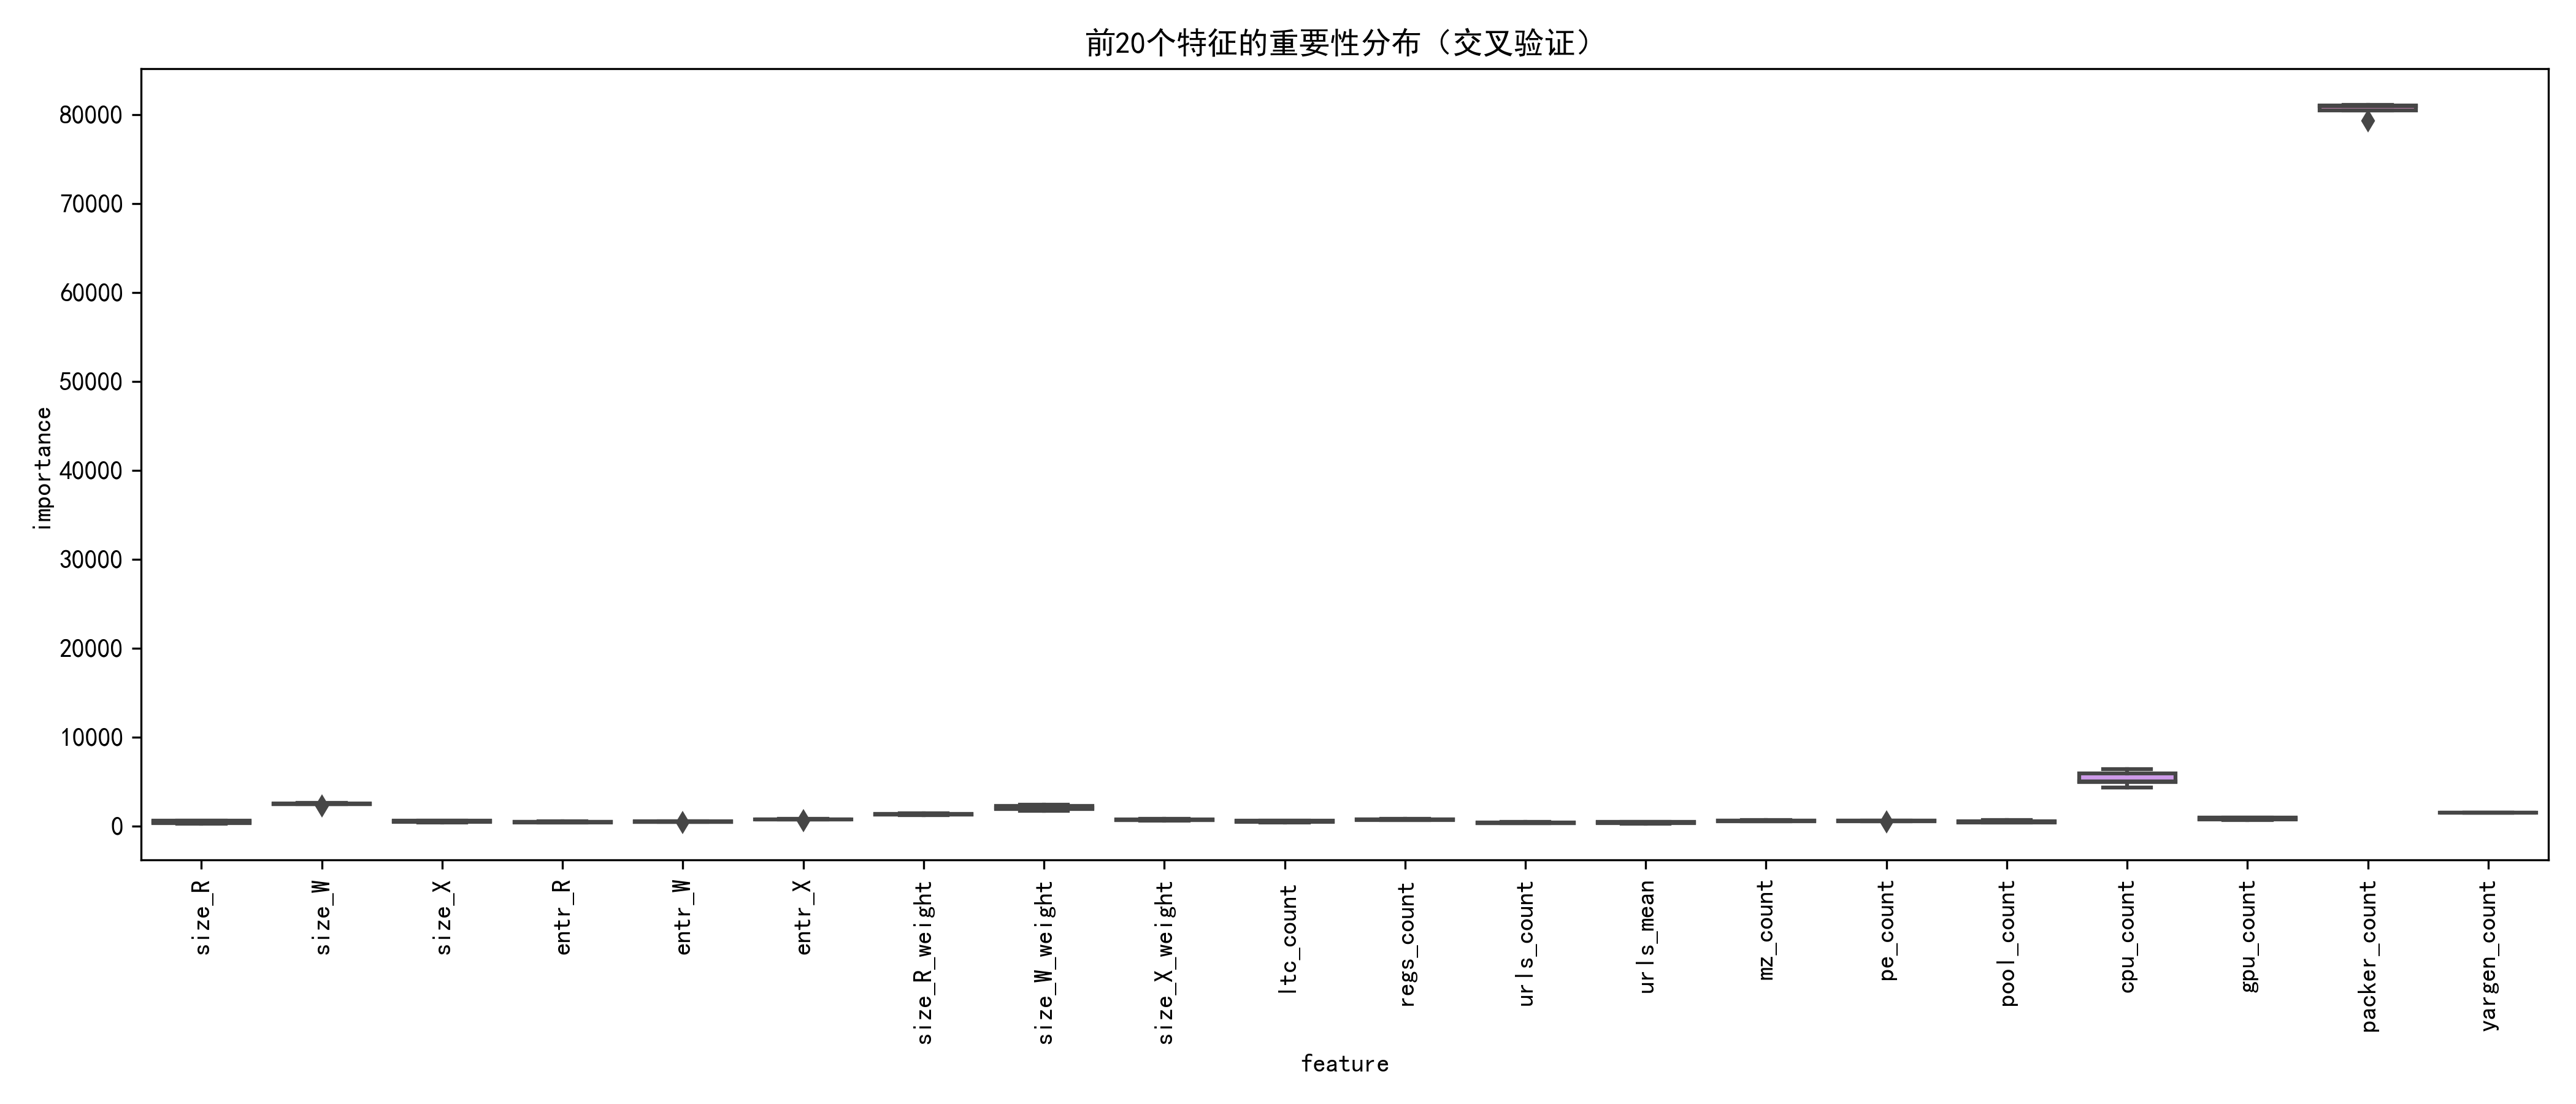 前20个特征的重要性分布（交叉验证）
importance
80000
70000
60000
50000
40000
30000
20000
10000
0
size_R
size_W
size_X
entr_R
entr_W
entr_X
size_R_weight
size_W_weight
size_X_weight
ltc_count
regs_count
urls_count
urls_mean
mz_count
pe_count
pool_count
cpu_count
gpu_count
packer_count
yargen_count
feature